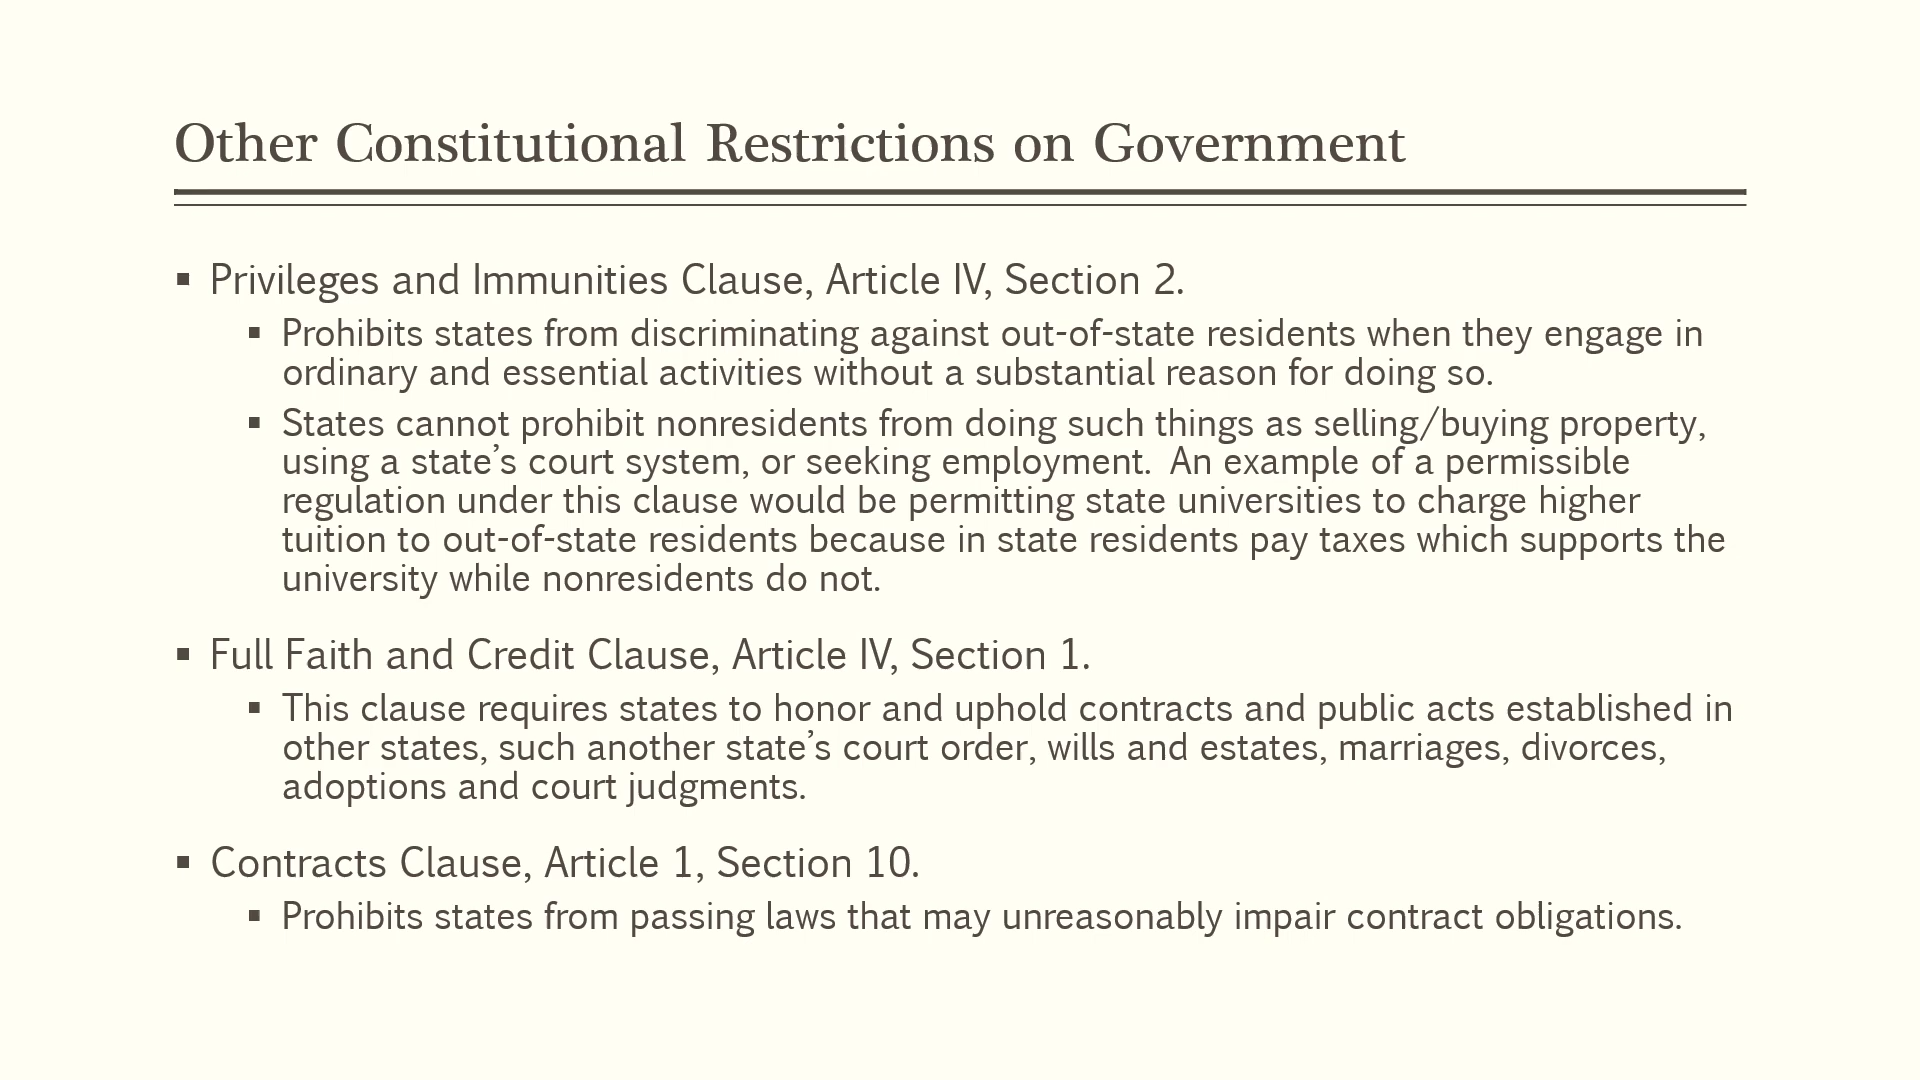 Other Constitutional Restrictions on Government
▪ Privileges and Immunities Clause, Article IV, Section 2.
▪ Prohibits states from discriminating against out-of-state residents when they engage in
ordinary and essential activities without a substantial reason for doing so.
▪ States cannot prohibit nonresidents from doing such things as selling/buying property,
using a state’s court system, or seeking employment.  An example of a permissible
regulation under this clause would be permitting state universities to charge higher
tuition to out-of-state residents because in state residents pay taxes which supports the
university while nonresidents do not.
▪ Full Faith and Credit Clause, Article IV, Section 1.
▪ This clause requires states to honor and uphold contracts and public acts established in
other states, such another state’s court order, wills and estates, marriages, divorces,
adoptions and court judgments.
▪ Contracts Clause, Article 1, Section 10.
▪ Prohibits states from passing laws that may unreasonably impair contract obligations.